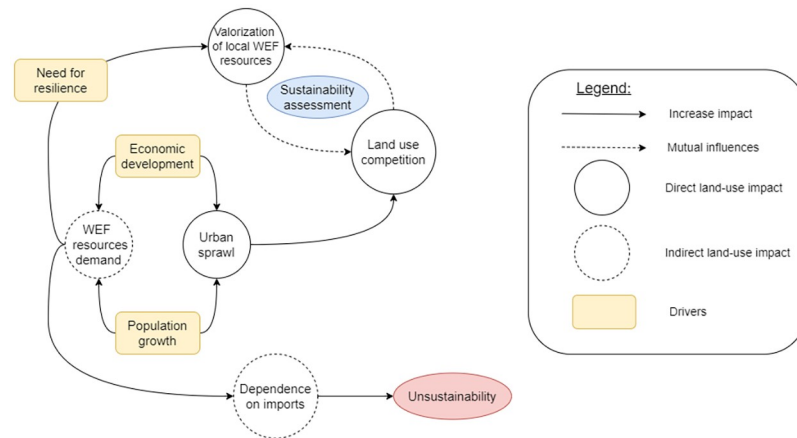 Valorization
of local WEF
resources
Need for
resilience
Sustainability
assessment
Land use
competition
Economic
development
WEF
resources
demand
Urban
sprawl
Population
growth
Dependence
on imports
Unsustainability
Legend:
Increase impact
Mutual influences
Direct land-use impact
Indirect land-use impact
Drivers